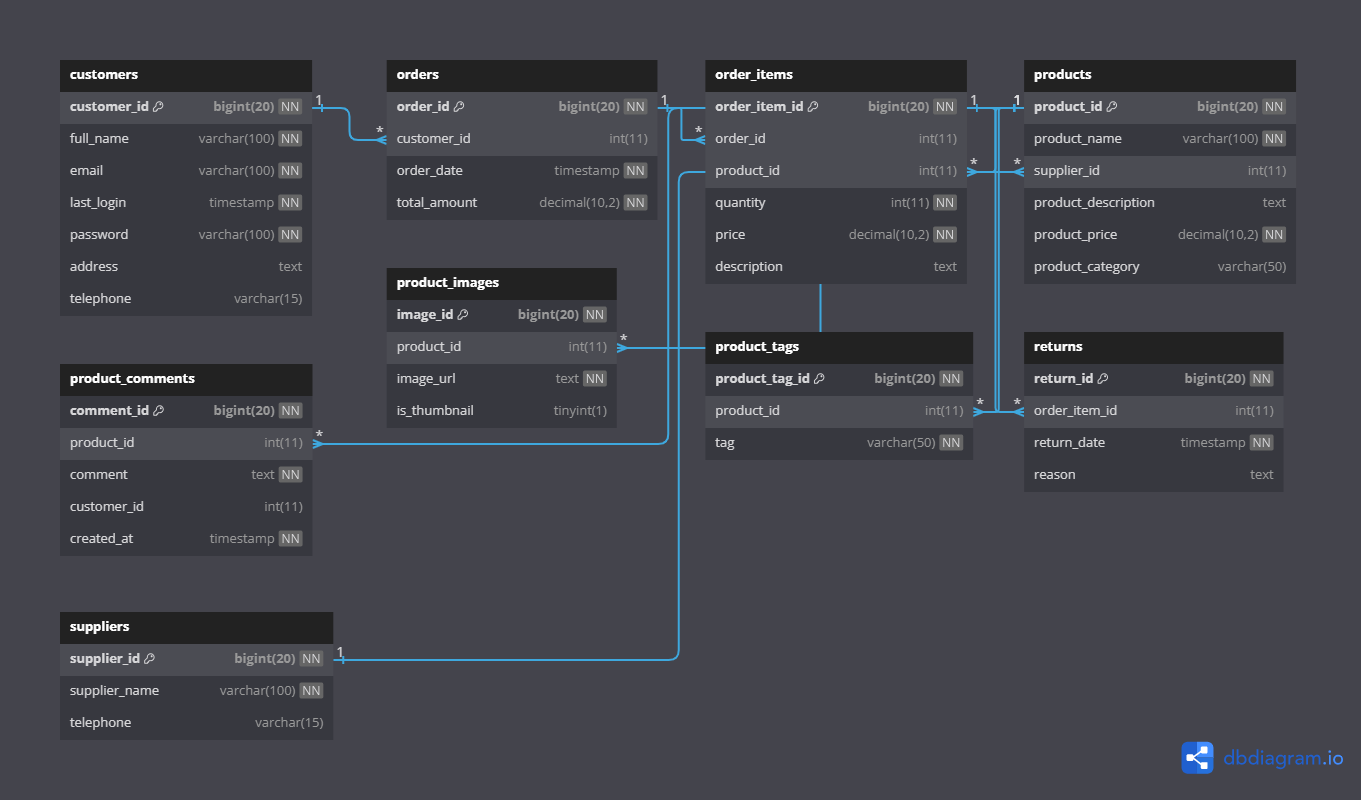 customers
customer_id bigint(20) NN
full_name varchar(100) NN
email varchar(100) NN
last_login timestamp NN
password varchar(100) NN
address text
telephone varchar(15)
1
*
orders
order_id bigint(20) NN
customer_id int(11)
order_date timestamp NN
total_amount decimal(10,2) NN
1
*
order_items
order_item_id bigint(20) NN
order_id int(11)
product_id int(11) NN
quantity int(11) NN
price decimal(10,2) NN
description text
1
1
*
*
products
product_id bigint(20) NN
product_name varchar(100) NN
supplier_id int(11)
product_description text
product_price decimal(10,2) NN
product_category varchar(50)
product_images
image_id bigint(20) NN
product_id int(11)
image_url text NN
is_thumbnail tinyint(1)
*
product_tags
product_tag_id bigint(20) NN
product_id int(11)
tag varchar(50) NN
*
*
returns
return_id bigint(20) NN
order_item_id int(11)
return_date timestamp NN
reason text
product_comments
comment_id bigint(20) NN
product_id int(11)
comment text NN
customer_id int(11)
created_at timestamp NN
*
suppliers
supplier_id bigint(20) NN
supplier_name varchar(100) NN
telephone varchar(15)
1
dbdiagram.io